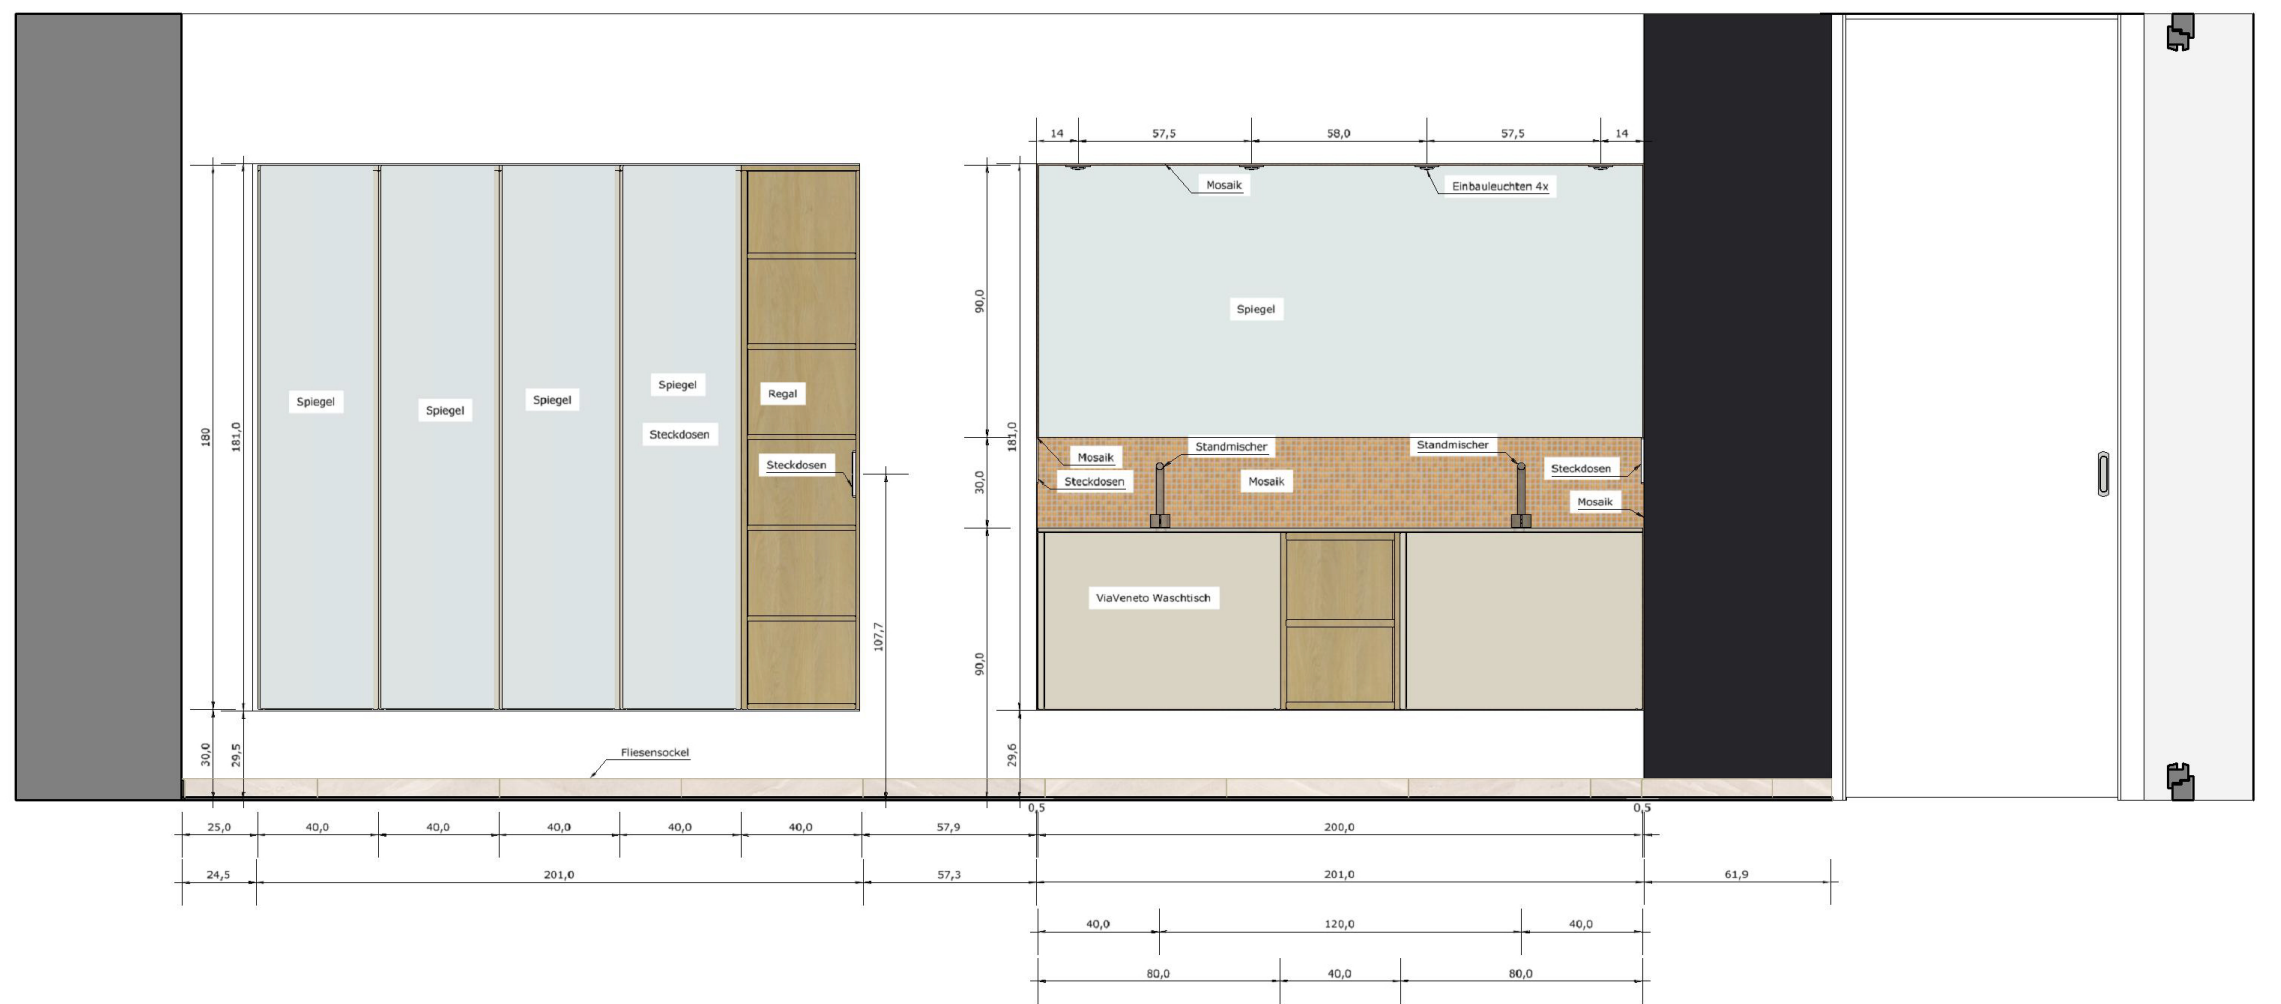 14
57,5
58,0
57,5
14
Mosaik
Einbauleuchten 4x
Spiegel
90,0
180
181,0
181,0
Spiegel
Spiegel
Spiegel
Spiegel
Steckdosen
Regal
Steckdosen
Mosaik
Steckdosen
Standmischer
Mosaik
Standmischer
Steckdosen
Mosaik
30,0
107,7
90,0
ViaVeneto Waschtisch
30,0
29,5
Fliesensockel
29,6
0,5
0,5
25,0
40,0
40,0
40,0
40,0
40,0
57,9
200,0
24,5
201,0
57,3
201,0
61,9
40,0
120,0
40,0
80,0
40,0
80,0